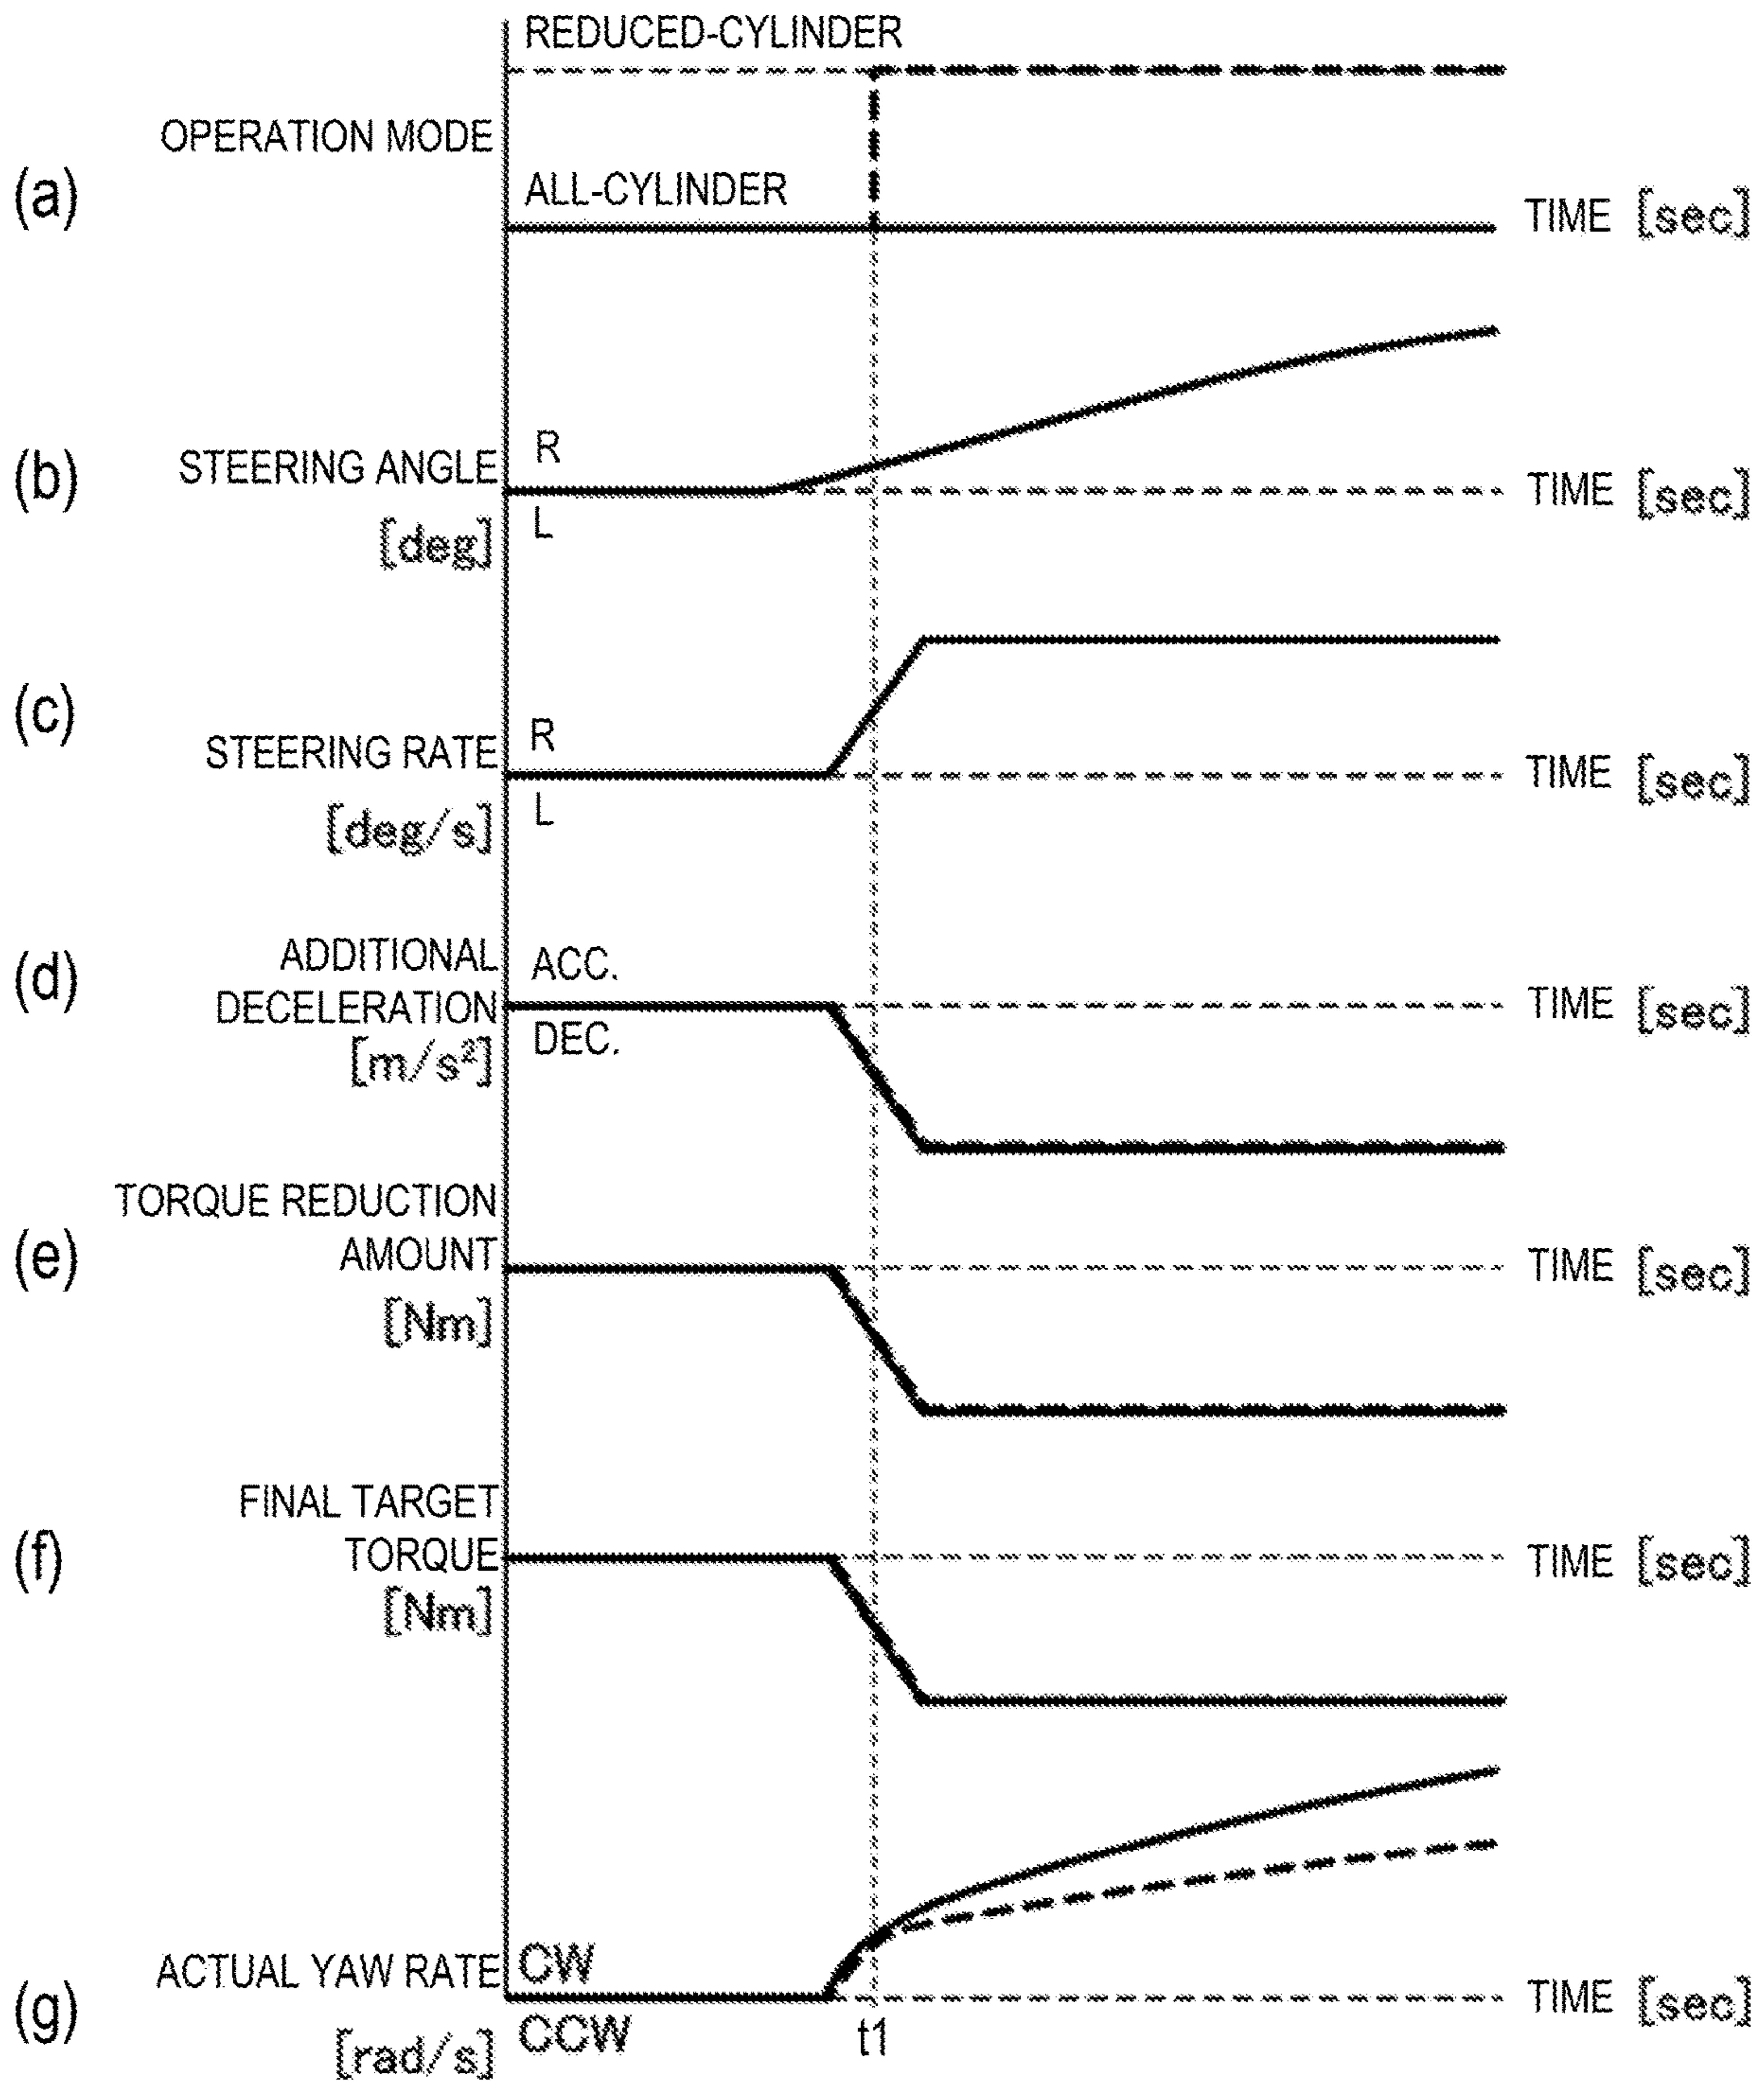 REDUCED-CYLINDER
OPERATION MODE
(a)
ALL-CYLINDER
TIME [sec]
R
(b)
STEERING ANGLE
[deg]
L
TIME [sec]
(c)
R
STEERING RATE
[deg/s]
L
TIME [sec]
(d)
ADDITIONAL
DECELERATION
[m/s²]
ACC.
DEC.
TIME [sec]
TORQUE REDUCTION
(e)
AMOUNT
[Nm]
TIME [sec]
FINAL TARGET
(f)
TORQUE
[Nm]
TIME [sec]
(g)
ACTUAL YAW RATE
[rad/s]
CW
CCW
t1
TIME [sec]